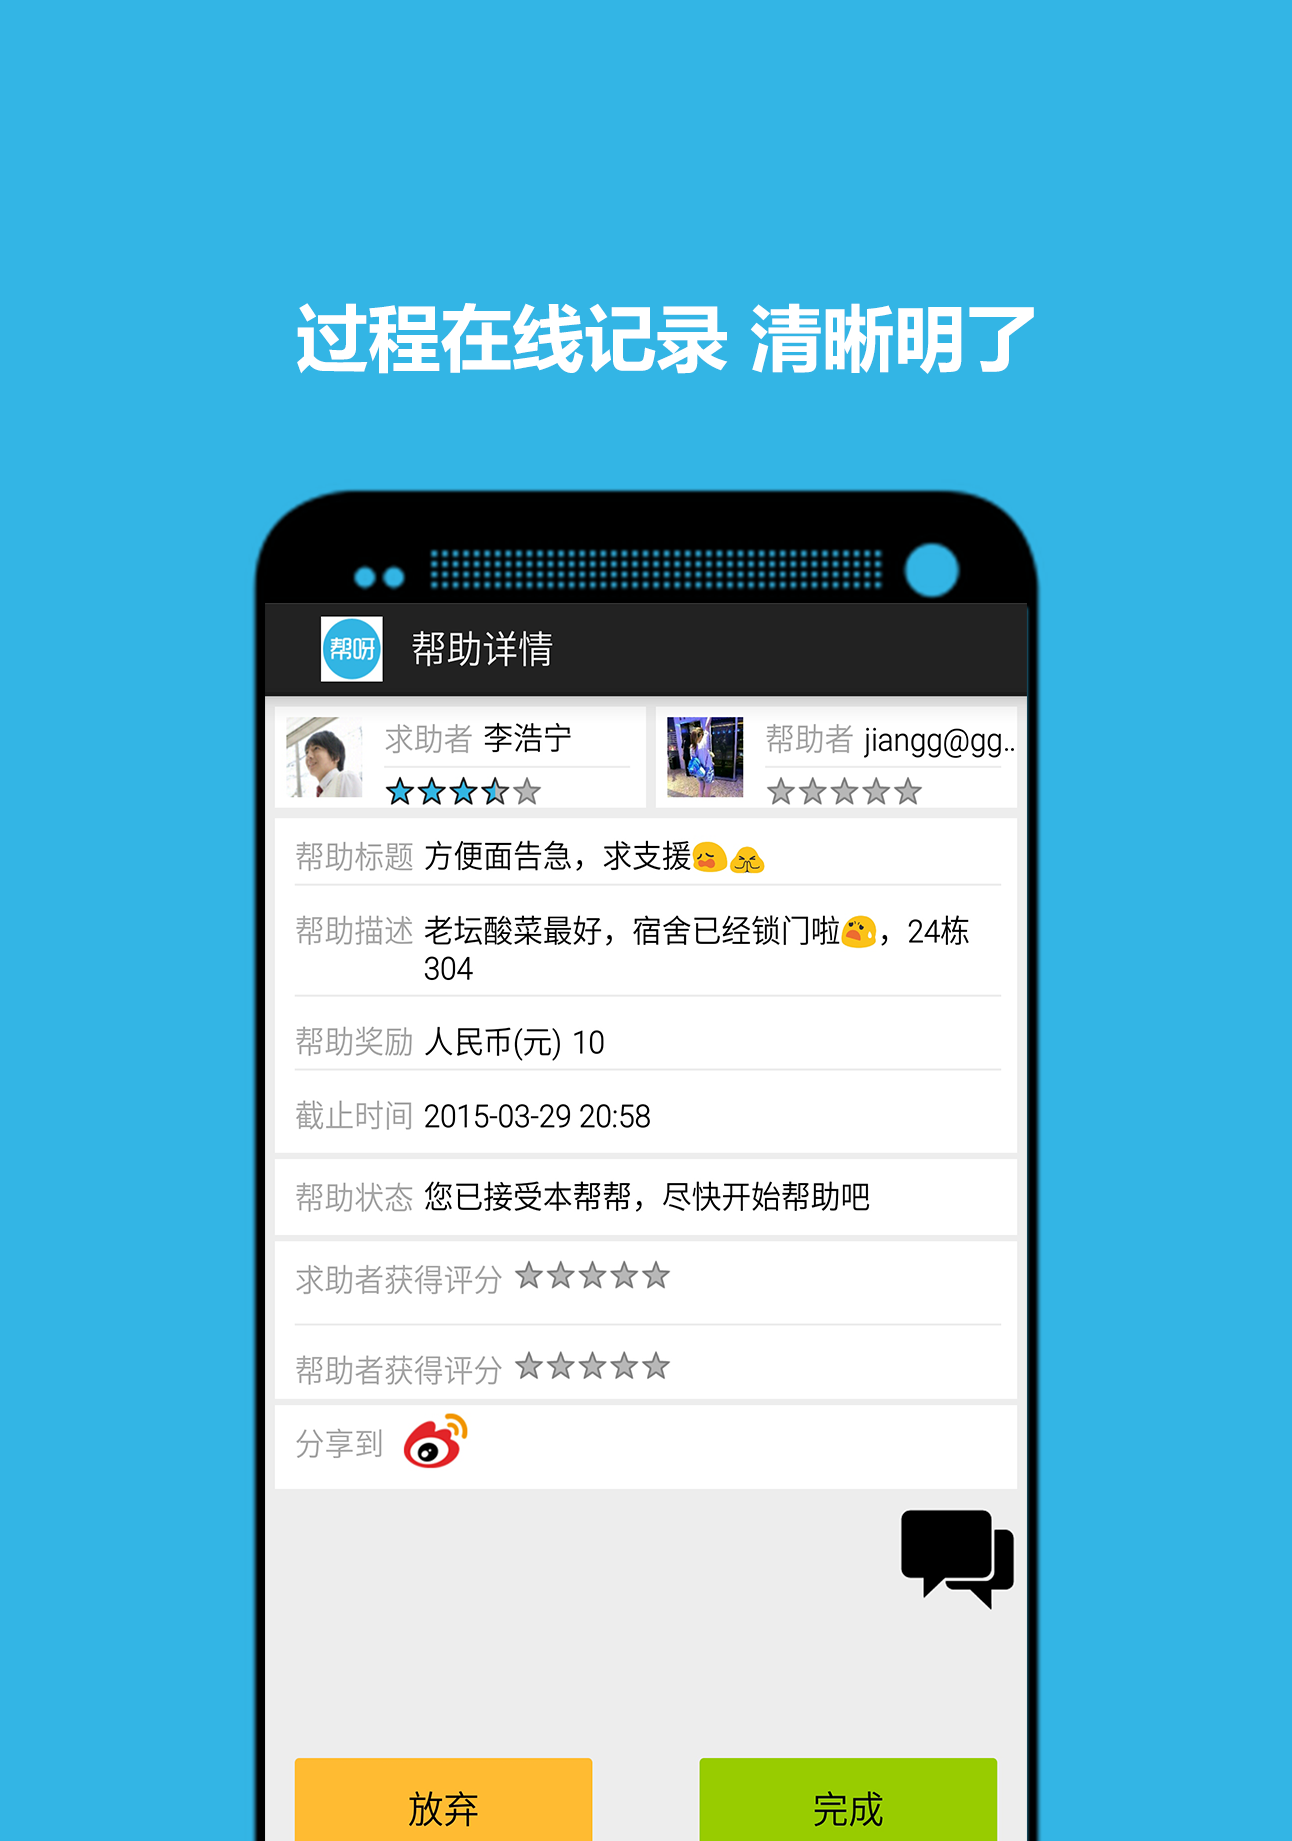 过程在线记录 清晰明了
帮呀 帮助详情
求助者 李浩宁
帮助者 jiangg@gg..
帮助标题 方便面告急，求支援😩🙏
帮助描述 老坛酸菜最好，宿舍已经锁门啦😧，24栋
304
帮助奖励 人民币(元) 10
截止时间 2015-03-29 20:58
帮助状态 您已接受本帮帮，尽快开始帮助吧
求助者获得评分
帮助者获得评分
分享到
放弃 完成